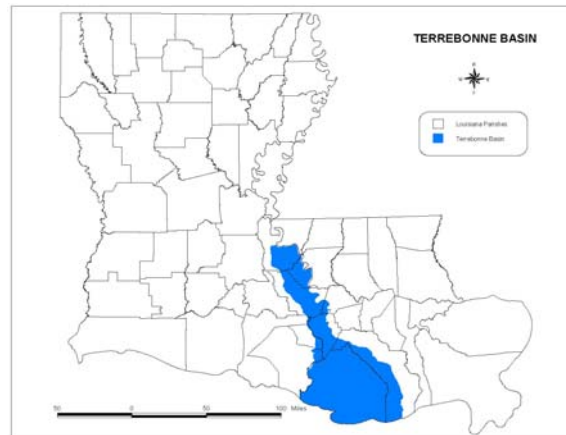 TERREBONNE BASIN
N
Louisiana Parishes
Terrebonne Basin
50 0 50 100 Miles